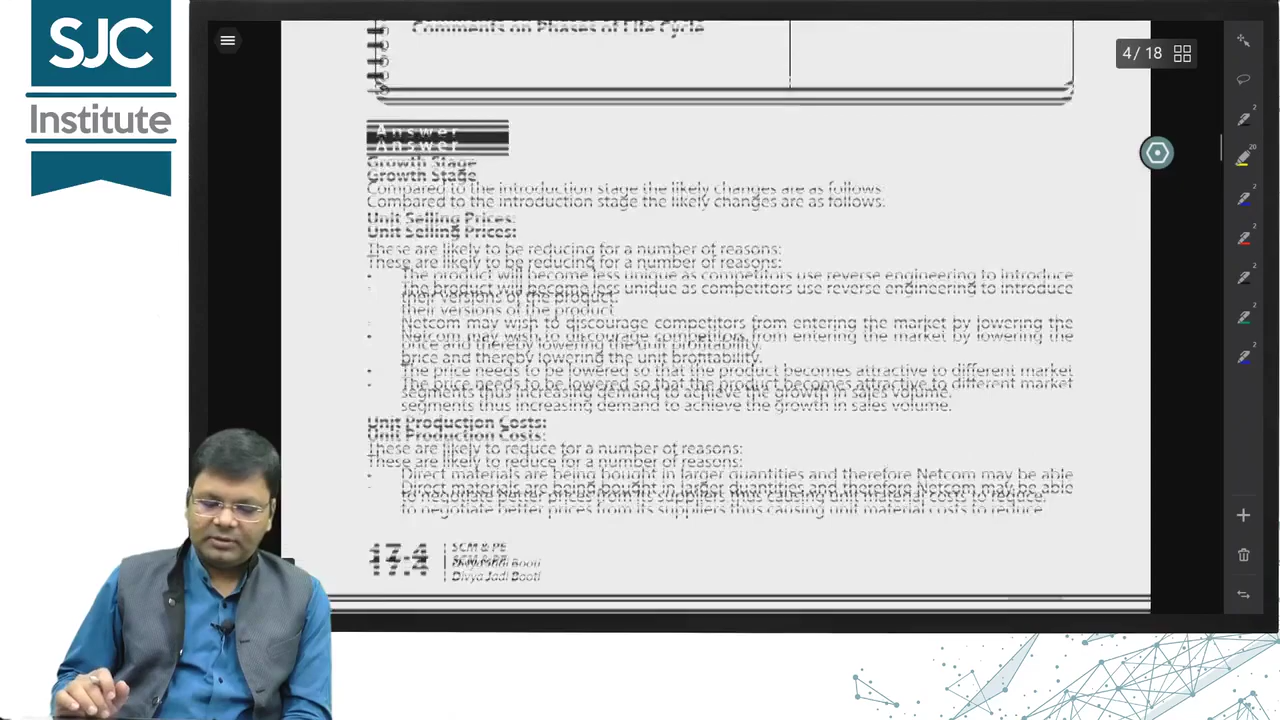 SJC
Institute
4/18
Comments on Phases of Life Cycle
Answer
Growth Stage
Compared to the introduction stage the likely changes are as follows:
Unit Selling Prices:
These are likely to be reducing for a number of reasons:
• The product will become less unique as competitors use reverse engineering to introduce
their versions of the product.
• Netcom may wish to discourage competitors from entering the market by lowering the
price and thereby lowering the unit profitability.
• The price needs to be lowered so that the product becomes attractive to different market
segments thus increasing demand to achieve the growth in sales volume.
Unit Production Costs:
These are likely to reduce for a number of reasons:
• Direct materials are being bought in larger quantities and therefore Netcom may be able
to negotiate better prices from its suppliers thus causing unit material costs to reduce.
17.4
SCM & PE
Divya Jadi Booti